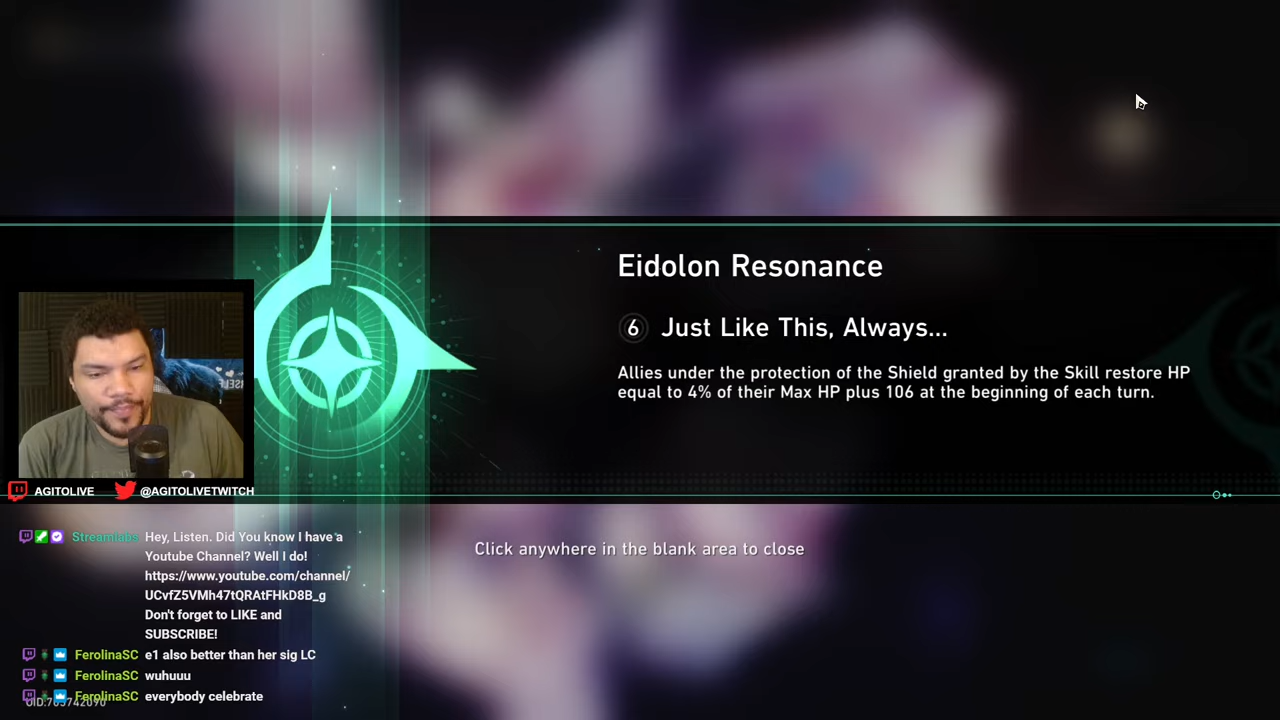 Eidolon Resonance
6 Just Like This, Always...
Allies under the protection of the Shield granted by the Skill restore HP
equal to 4% of their Max HP plus 106 at the beginning of each turn.
AGITOLIVE @AGITOLIVETWITCH
Click anywhere in the blank area to close
Streamlabs Hey, Listen. Did You know I have a
Youtube Channel? Well I do!
https://www.youtube.com/channel/
UCvfZ5VMh47tQRAtFHkD8B_g
Don't forget to LIKE and
SUBSCRIBE!
FerolinaSC e1 also better than her sig LC
FerolinaSC wuhuuu
FerolinaSC everybody celebrate